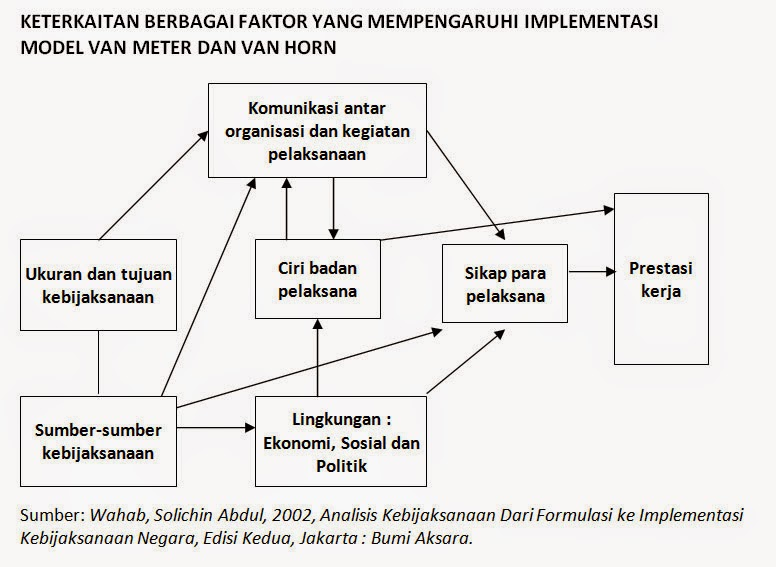 KETERKAITAN BERBAGAI FAKTOR YANG MEMPENGARUHI IMPLEMENTASI
MODEL VAN METER DAN VAN HORN
Komunikasi antar
organisasi dan kegiatan
pelaksanaan
Ukuran dan tujuan
kebijaksanaan
Ciri badan
pelaksana
Sikap para
pelaksana
Prestasi
kerja
Sumber-sumber
kebijaksanaan
Lingkungan :
Ekonomi, Sosial dan
Politik
Sumber: Wahab, Solichin Abdul, 2002, Analisis Kebijaksanaan Dari Formulasi ke Implementasi
Kebijaksanaan Negara, Edisi Kedua, Jakarta : Bumi Aksara.